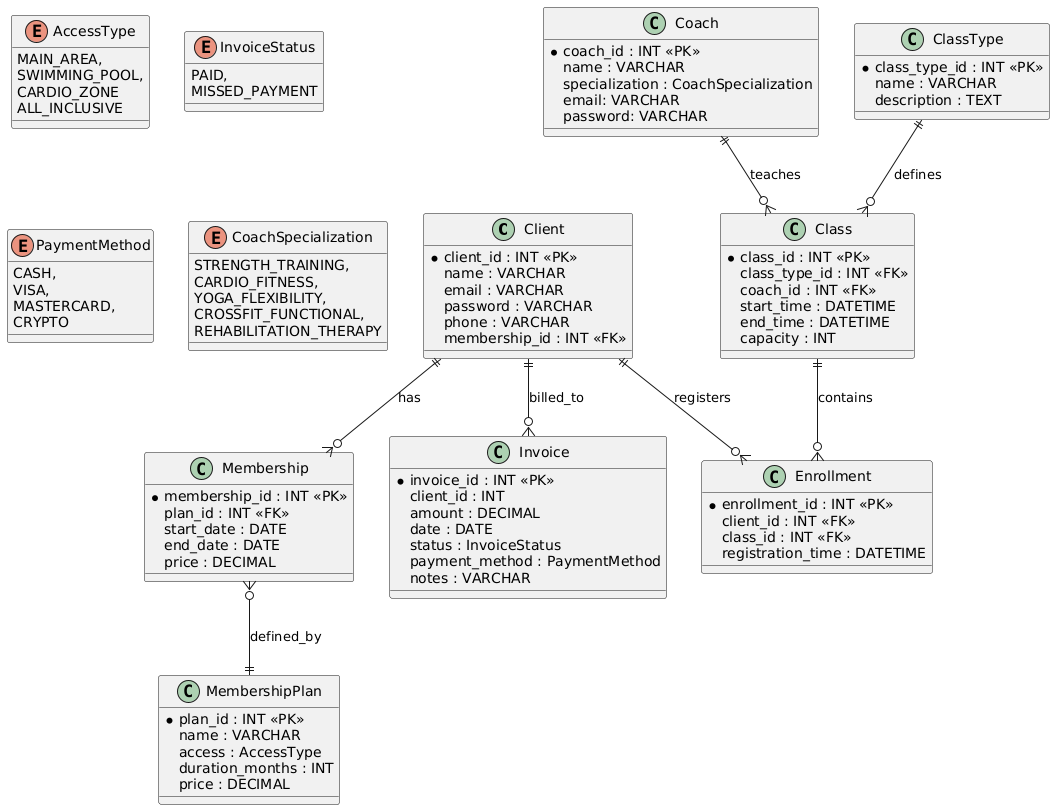 E AccessType
MAIN_AREA,
SWIMMING_POOL,
CARDIO_ZONE
ALL_INCLUSIVE
E InvoiceStatus
PAID,
MISSED_PAYMENT
C Coach
coach_id : INT «PK»
name : VARCHAR
specialization : CoachSpecialization
email: VARCHAR
password: VARCHAR
C ClassType
class_type_id : INT «PK»
name : VARCHAR
description : TEXT
teaches
defines
E PaymentMethod
CASH,
VISA,
MASTERCARD,
CRYPTO
E CoachSpecialization
STRENGTH_TRAINING,
CARDIO_FITNESS,
YOGA_FLEXIBILITY,
CROSSFIT_FUNCTIONAL,
REHABILITATION_THERAPY
C Client
client_id : INT «PK»
name : VARCHAR
email : VARCHAR
password : VARCHAR
phone : VARCHAR
membership_id : INT «FK»
C Class
class_id : INT «PK»
class_type_id : INT «FK»
coach_id : INT «FK»
start_time : DATETIME
end_time : DATETIME
capacity : INT
has
billed_to
registers
contains
C Membership
membership_id : INT «PK»
plan_id : INT «FK»
start_date : DATE
end_date : DATE
price : DECIMAL
C Invoice
invoice_id : INT «PK»
client_id : INT
amount : DECIMAL
date : DATE
status : InvoiceStatus
payment_method : PaymentMethod
notes : VARCHAR
C Enrollment
enrollment_id : INT «PK»
client_id : INT «FK»
class_id : INT «FK»
registration_time : DATETIME
defined_by
C MembershipPlan
plan_id : INT «PK»
name : VARCHAR
access : AccessType
duration_months : INT
price : DECIMAL